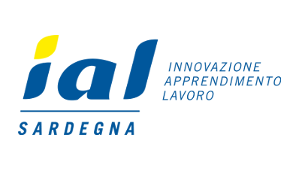 ial
SARDEGNA
INNOVAZIONE
APPRENDIMENTO
LAVORO